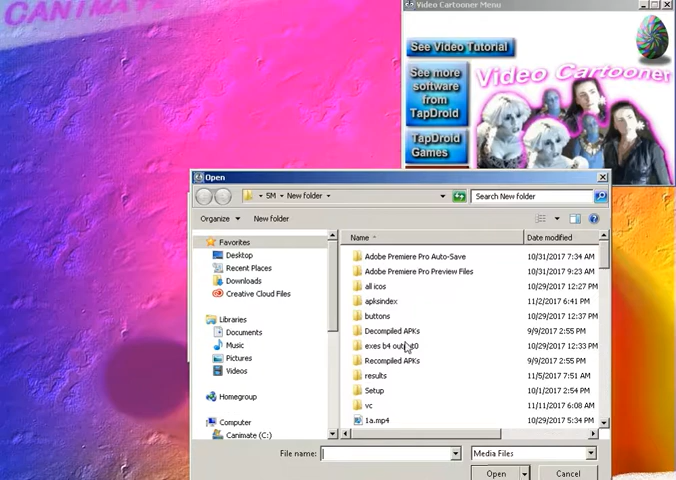 CANIMATE
Video Cartooner Menu
See Video Tutorial
See more
software
from
TapDroid
TapDroid
Games
Video Cartooner
Open
5M
New folder
Search New folder
Organize
New folder
Favorites
Desktop
Recent Places
Downloads
Creative Cloud Files
Libraries
Documents
Music
Pictures
Videos
Homegroup
Computer
Canimate (C:)
Name
Date modified
Adobe Premiere Pro Auto-Save
10/31/2017 7:34 AM
Adobe Premiere Pro Preview Files
10/31/2017 9:23 AM
all icos
10/29/2017 12:27 PM
apksindex
11/2/2017 6:41 PM
buttons
10/29/2017 2:55 PM
Decompiled APKs
9/9/2017 2:55 PM
exes b4
10/29/2017 12:33 PM
Recompiled APKs
9/9/2017 2:55 PM
results
11/5/2017 7:51 AM
Setup
10/1/2017 2:54 PM
vc
11/11/2017 6:08 AM
1a.mp4
10/29/2017 5:34 PM
File name:
Media Files
Open
Cancel